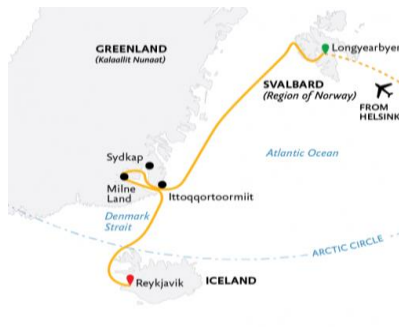 GREENLAND
(Kalaallit Nunaat)
Longyearbyen
SVALBARD
(Region of Norway)
FROM
HELSINK
Sydkap
Atlantic Ocean
Milne
Land
Ittoqqortoormiit
Denmark
Strait
ARCTIC CIRCLE
Reykjavik
ICELAND